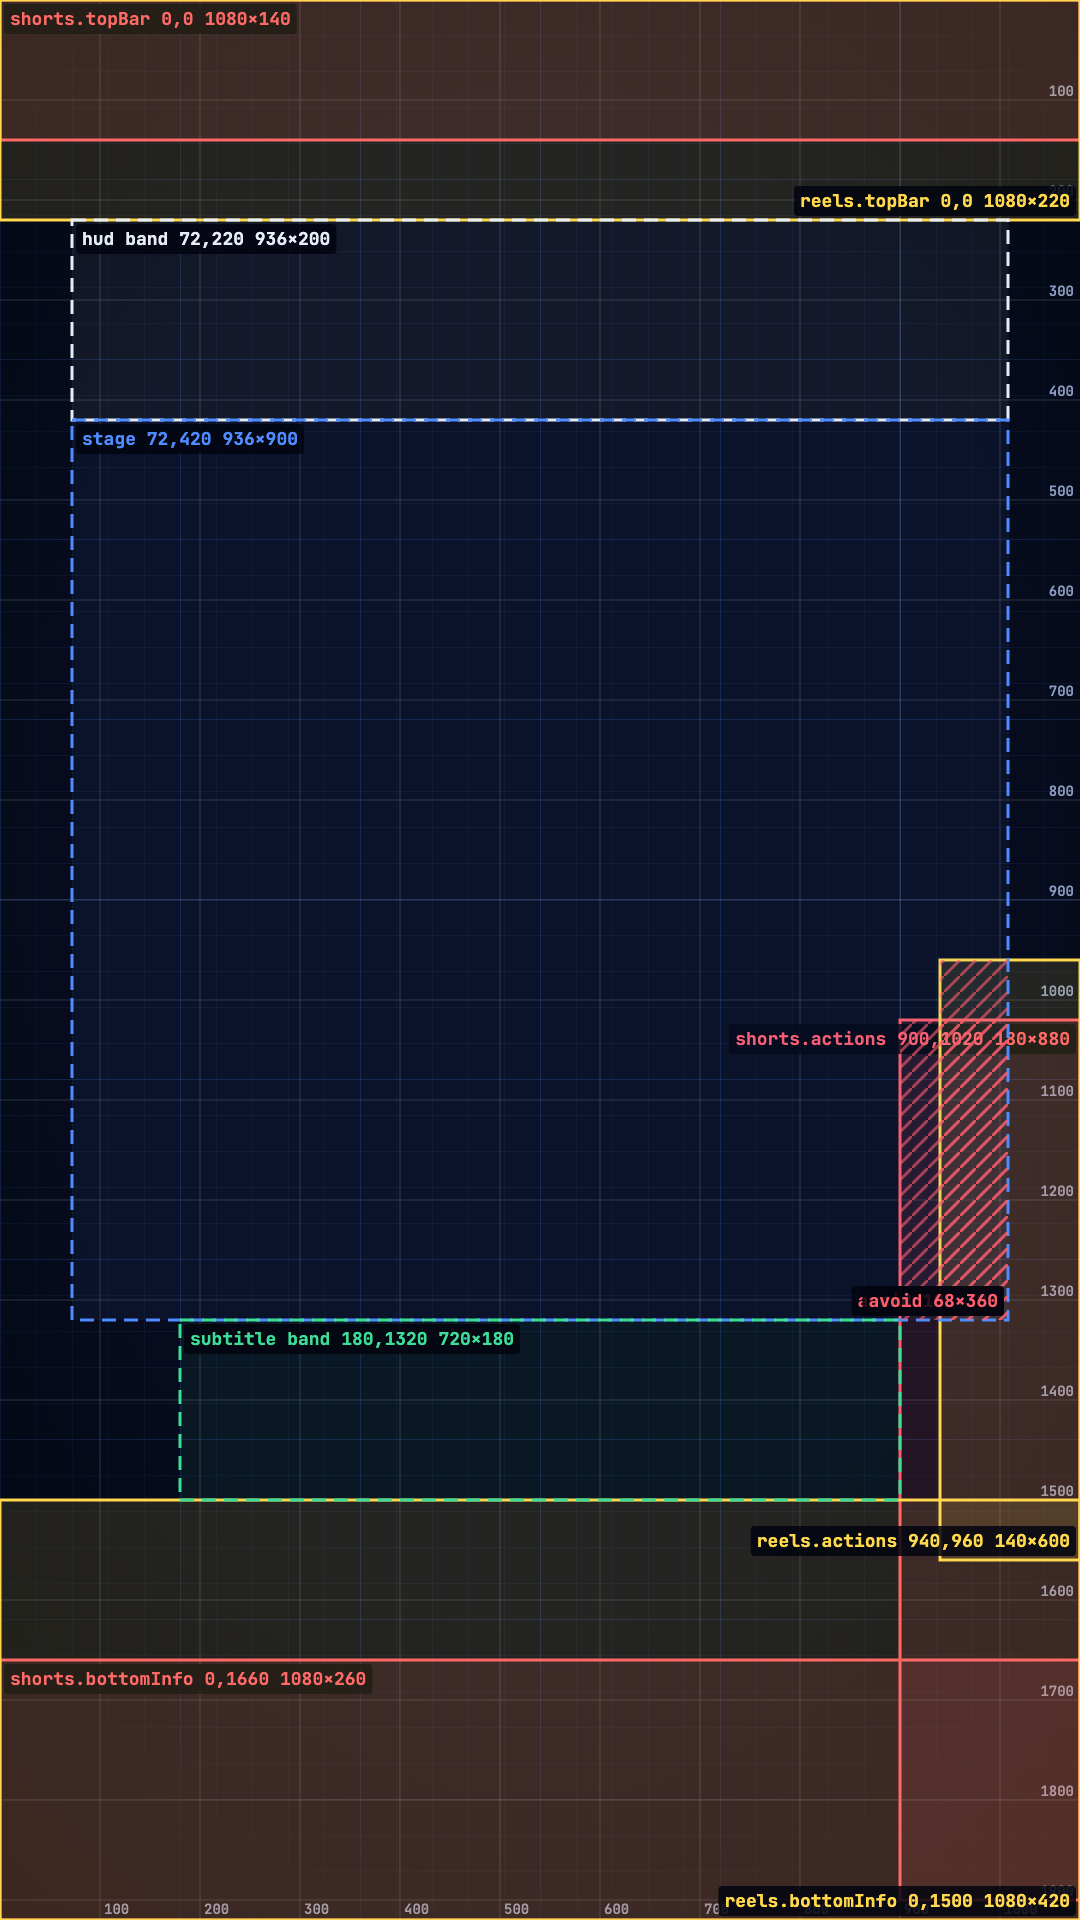 shorts.topBar 0,0 1080×140
100
reels.topBar 0,0 1080×220
hud band 72,220 936×200
300
400
stage 72,420 936×900
500
600
700
800
900
1000
shorts.actions 900,1020 180×880
1100
1200
1300
avoid 68×360
subtitle band 180,1320 720×180
1400
1500
reels.actions 940,960 140×600
1600
shorts.bottomInfo 0,1660 1080×260
1700
1800
reels.bottomInfo 0,1500 1080×420
100 200 300 400 500 600